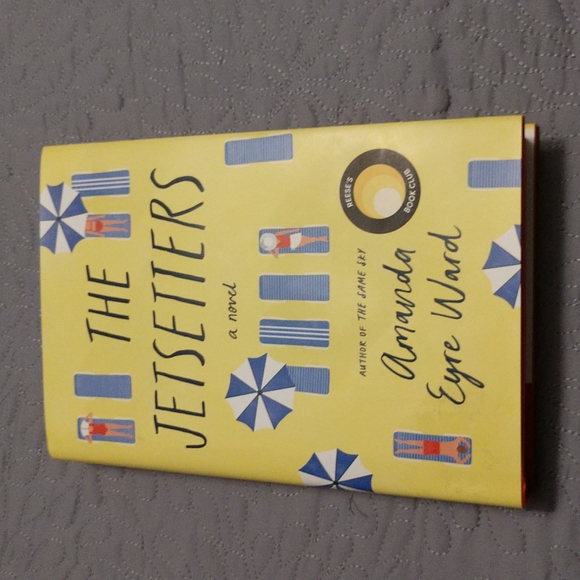 THE
JETSETTERS
a novel
REESE'S
BOOK CLUB
AUTHOR OF THE SAME SKY
Amanda
Eyre Ward